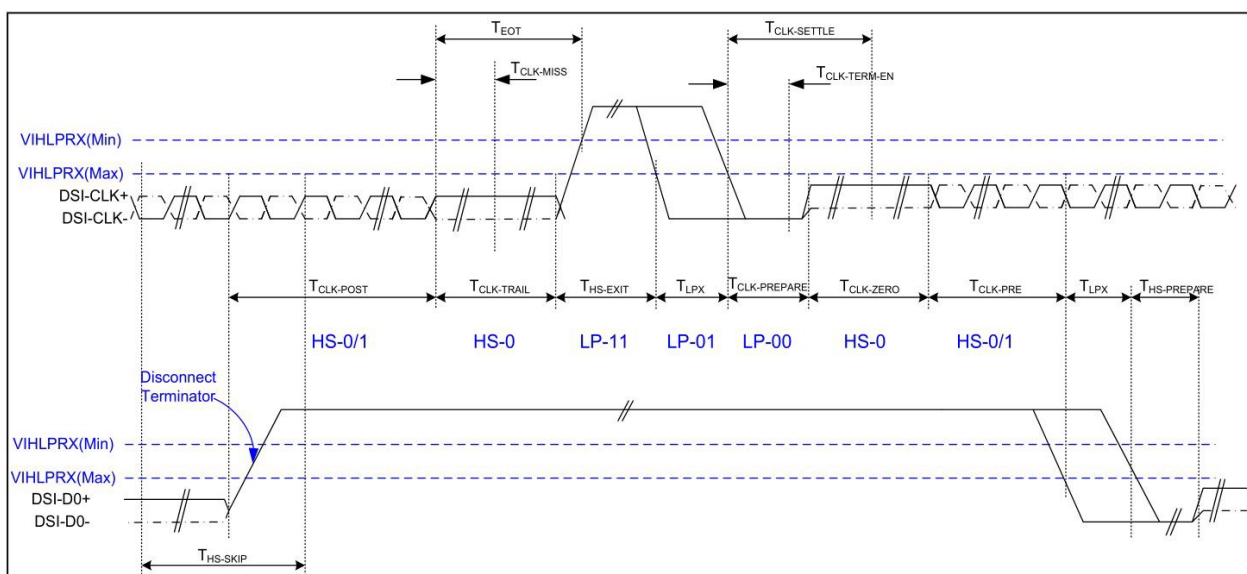 TEOT
TCLK-SETTLE
TCLK-MISS
TCLK-TERM-EN
VIHLPRX(Min)
VIHLPRX(Max)
DSI-CLK+
DSI-CLK-
TCLK-POST
TCLK-TRAIL
THS-EXIT
TLPX
TCLK-PREPARE
TCLK-ZERO
TCLK-PRE
TLPX
THS-PREPARE
HS-0/1
HS-0
LP-11
LP-01
LP-00
HS-0
HS-0/1
Disconnect
Terminator
VIHLPRX(Min)
VIHLPRX(Max)
DSI-D0+
DSI-D0-
THS-SKIP